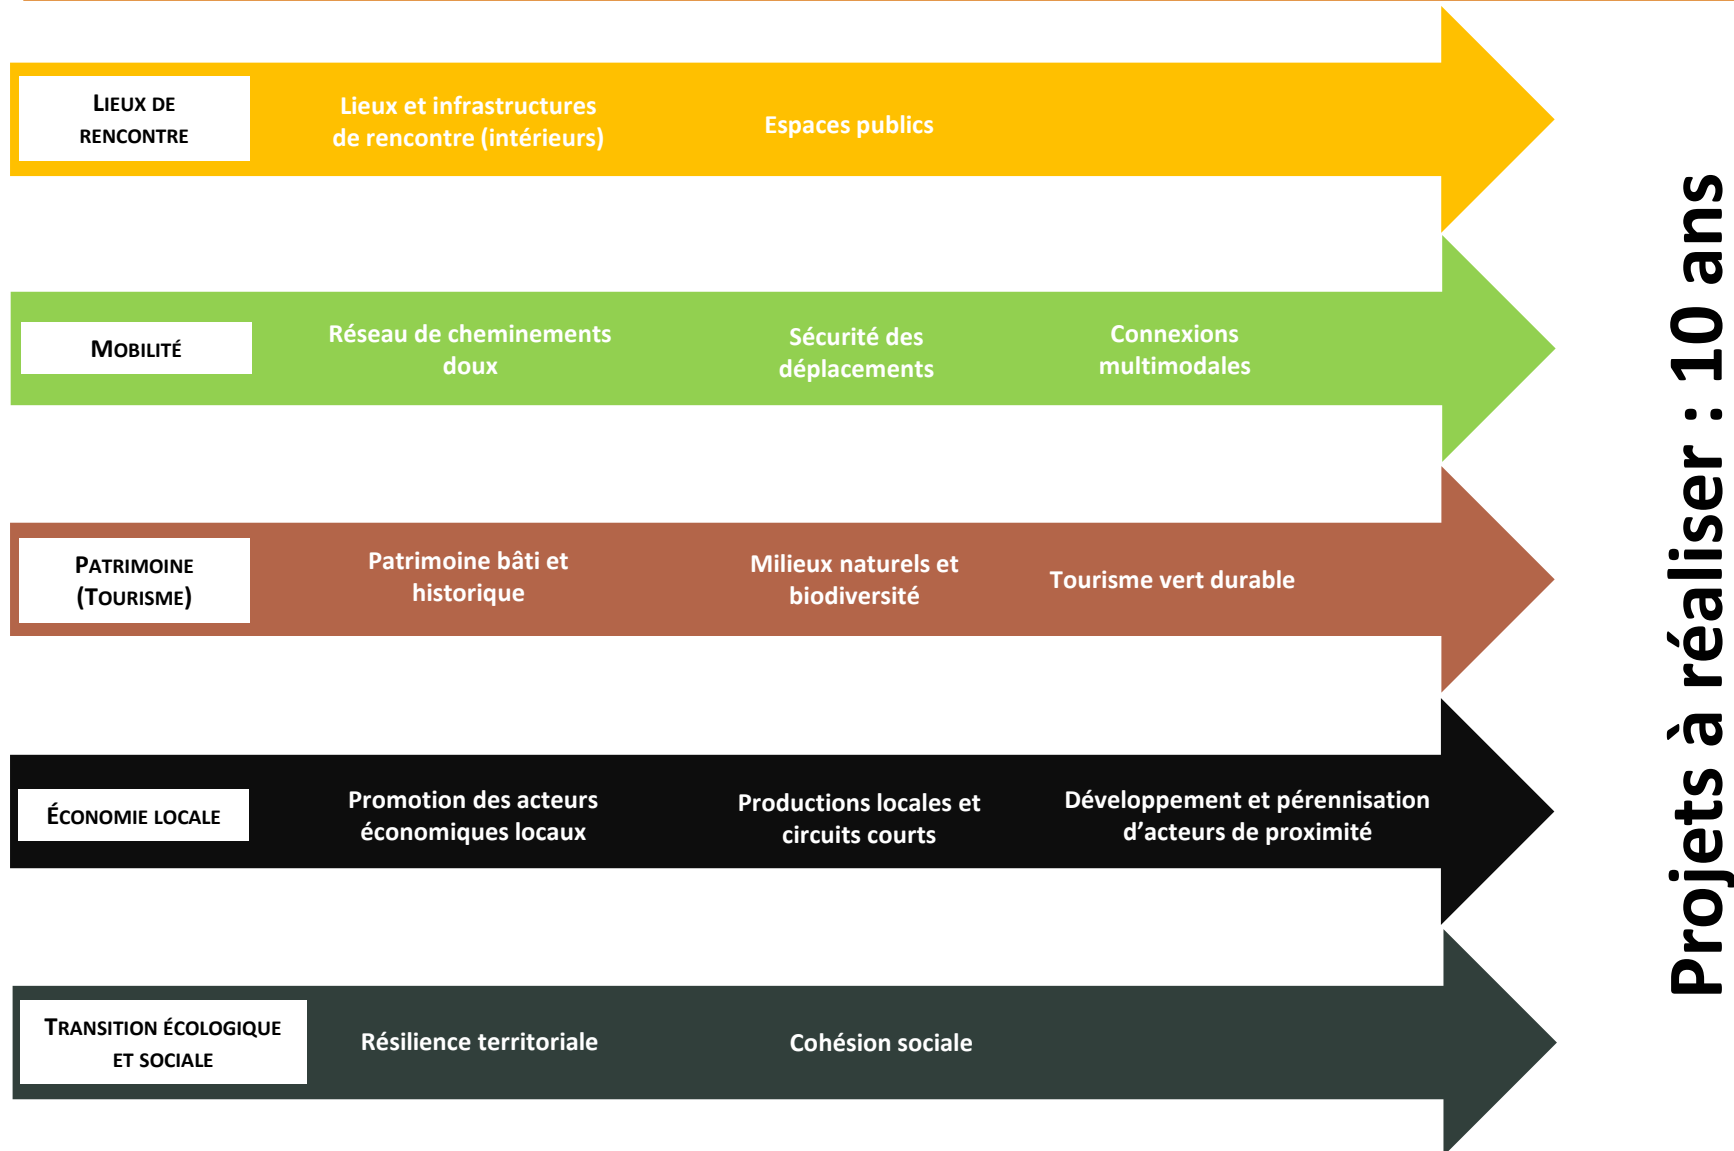 LIEUX DE
RENCONTRE
Lieux et infrastructures
de rencontre (intérieurs)
Espaces publics
MOBILITÉ
Réseau de cheminements
doux
Sécurité des
déplacements
Connexions
multimodales
PATRIMOINE
(TOURISME)
Patrimoine bâti et
historique
Milieux naturels et
biodiversité
Tourisme vert durable
ÉCONOMIE LOCALE
Promotion des acteurs
économiques locaux
Productions locales et
circuits courts
Développement et pérennisation
d’acteurs de proximité
TRANSITION ÉCOLOGIQUE
ET SOCIALE
Résilience territoriale
Cohésion sociale
Projets à réaliser : 10 ans